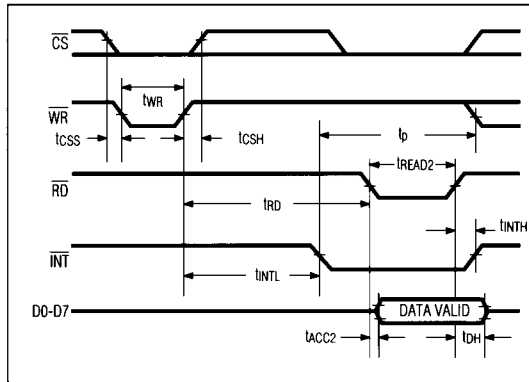 CS
tWR
WR
tCSS
tCSH
tp
tREAD2
RD
tRD
tINTH
INT
tINTL
D0-D7
DATA VALID
tACC2
tDH